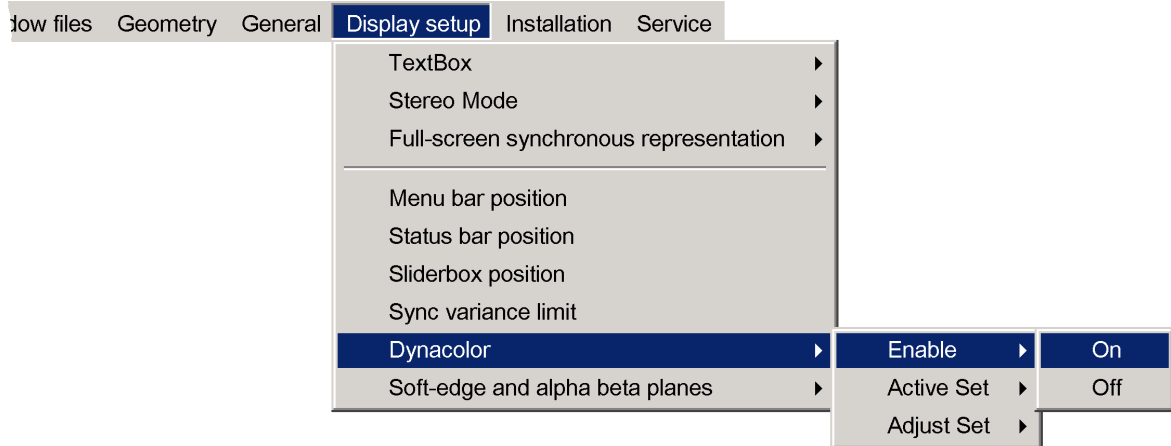 Geometry General Display setup Installation Service
TextBox
Stereo Mode
Full-screen synchronous representation
Menu bar position
Status bar position
Sliderbox position
Sync variance limit
Dynacolor Enable On
Soft-edge and alpha beta planes Active Set Off
Adjust Set